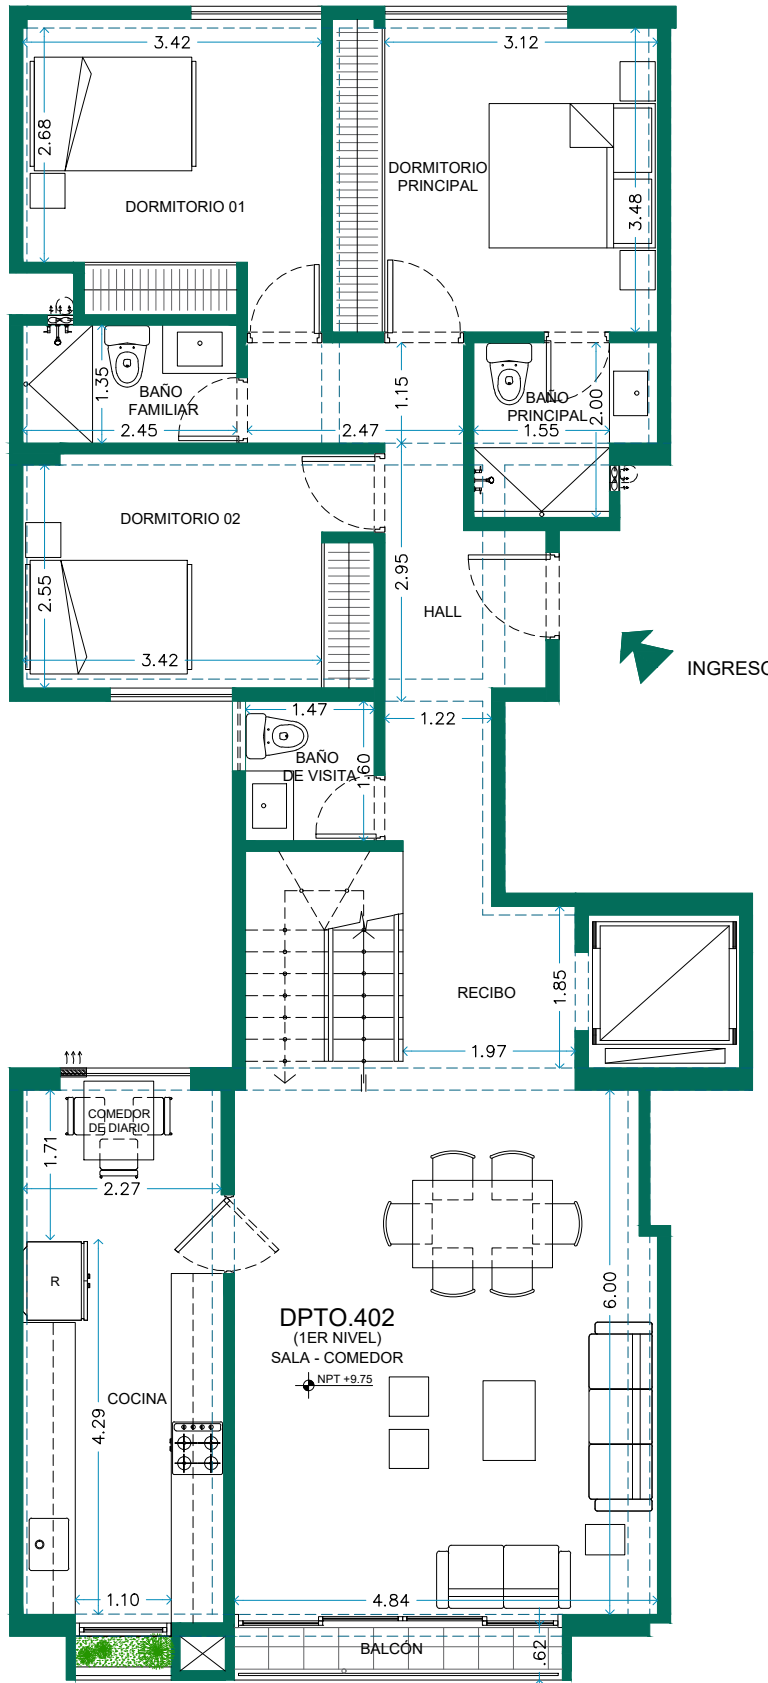 3.42
3.12
2.68
DORMITORIO
PRINCIPAL
DORMITORIO 01
3.48
1.35
BAÑO
FAMILIAR
2.45
2.47
1.15
BAÑO
PRINCIPAL
2.00
1.55
DORMITORIO 02
2.55
2.95
HALL
3.42
INGRESO
1.47
1.22
BAÑO
DE VISITA
1.60
RECIBO
1.85
1.97
COMEDOR
DE DIARIO
1.71
2.27
R
6.00
DPTO.402
(1ER NIVEL)
SALA - COMEDOR
NPT +9.75
COCINA
4.29
1.10
4.84
BALCÓN
.62